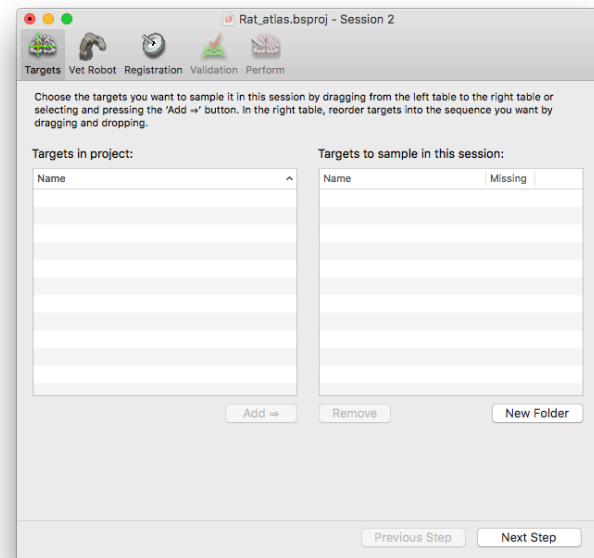 Rat_atlas.bsproj - Session 2
Targets Vet Robot Registration Validation Perform
Choose the targets you want to sample it in this session by dragging from the left table to the right table or
selecting and pressing the 'Add ⇒' button. In the right table, reorder targets into the sequence you want by
dragging and dropping.
Targets in project:
Targets to sample in this session:
Name
Name Missing
Add ⇒
Remove
New Folder
Previous Step
Next Step